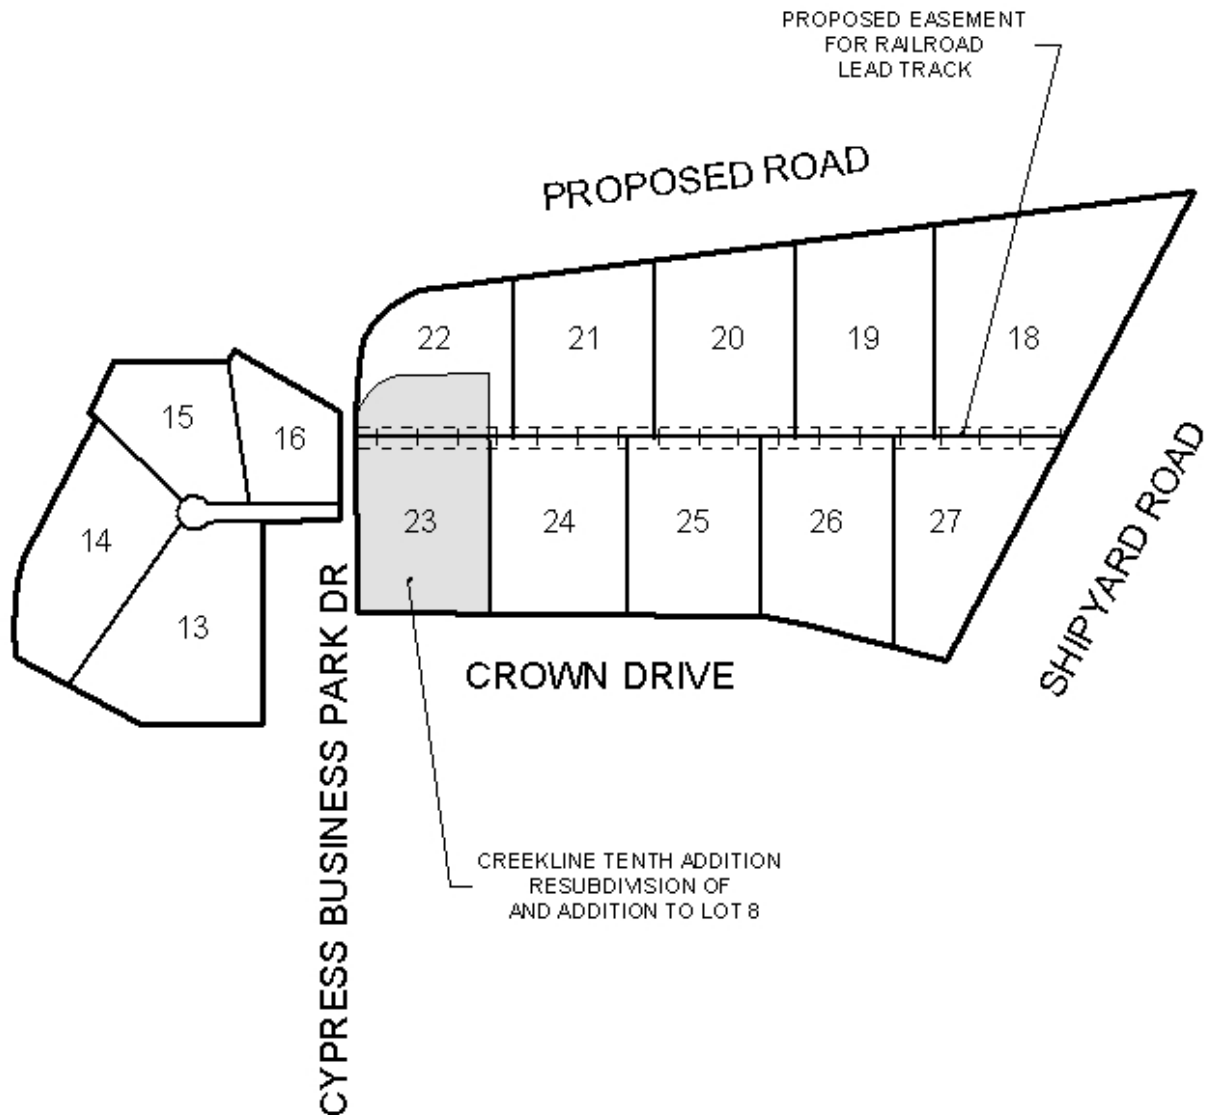 PROPOSED EASEMENT
FOR RAILROAD
LEAD TRACK
PROPOSED ROAD
22
21
20
19
18
15
16
14
13
23
24
25
26
27
SHIPYARD ROAD
CROWN DRIVE
CYPRESS BUSINESS PARK DR
CREEKLINE TENTH ADDITION
RESUBDIVISION OF
AND ADDITION TO LOT 8